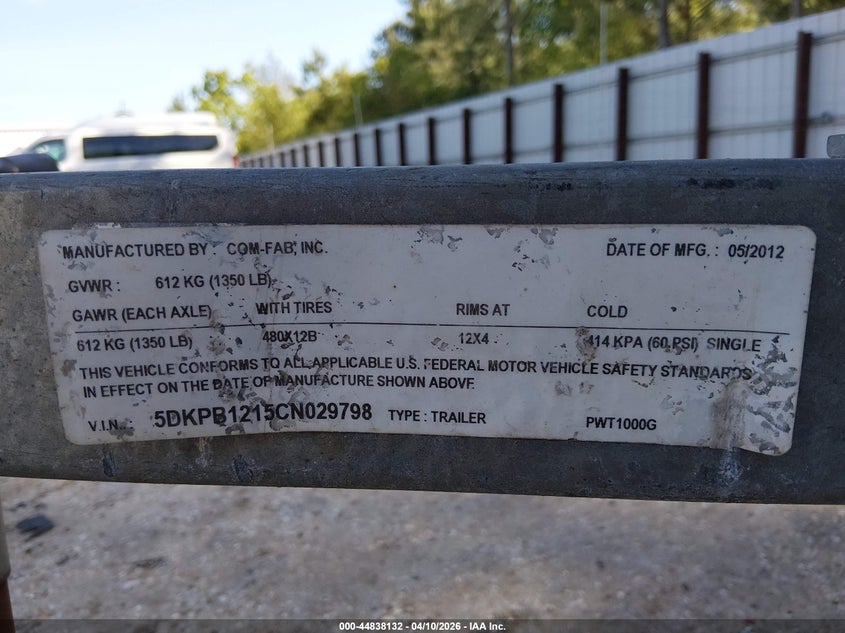 MANUFACTURED BY : COM-FAB, INC. DATE OF MFG. : 05/2012
GVWR : 612 KG (1350 LB)
GAWR (EACH AXLE) WITH TIRES RIMS AT COLD
612 KG (1350 LB) 480X12B 12X4 414 KPA (60 PSI) SINGLE
THIS VEHICLE CONFORMS TO ALL APPLICABLE U.S. FEDERAL MOTOR VEHICLE SAFETY STANDARDS
IN EFFECT ON THE DATE OF MANUFACTURE SHOWN ABOVE
V.I.N. : 5DKPB1215CN029798 TYPE : TRAILER PWT1000G
000-44838132 — 04/10/2026 — IAA Inc.